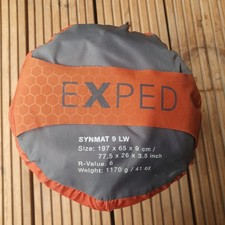 EXPED
SYNMAT 9 LW
Size: 197 x 65 x 9 cm /
77,5 x 26 x 3.5 inch
R-Value: 6
Weight: 1170 g / 41 oz